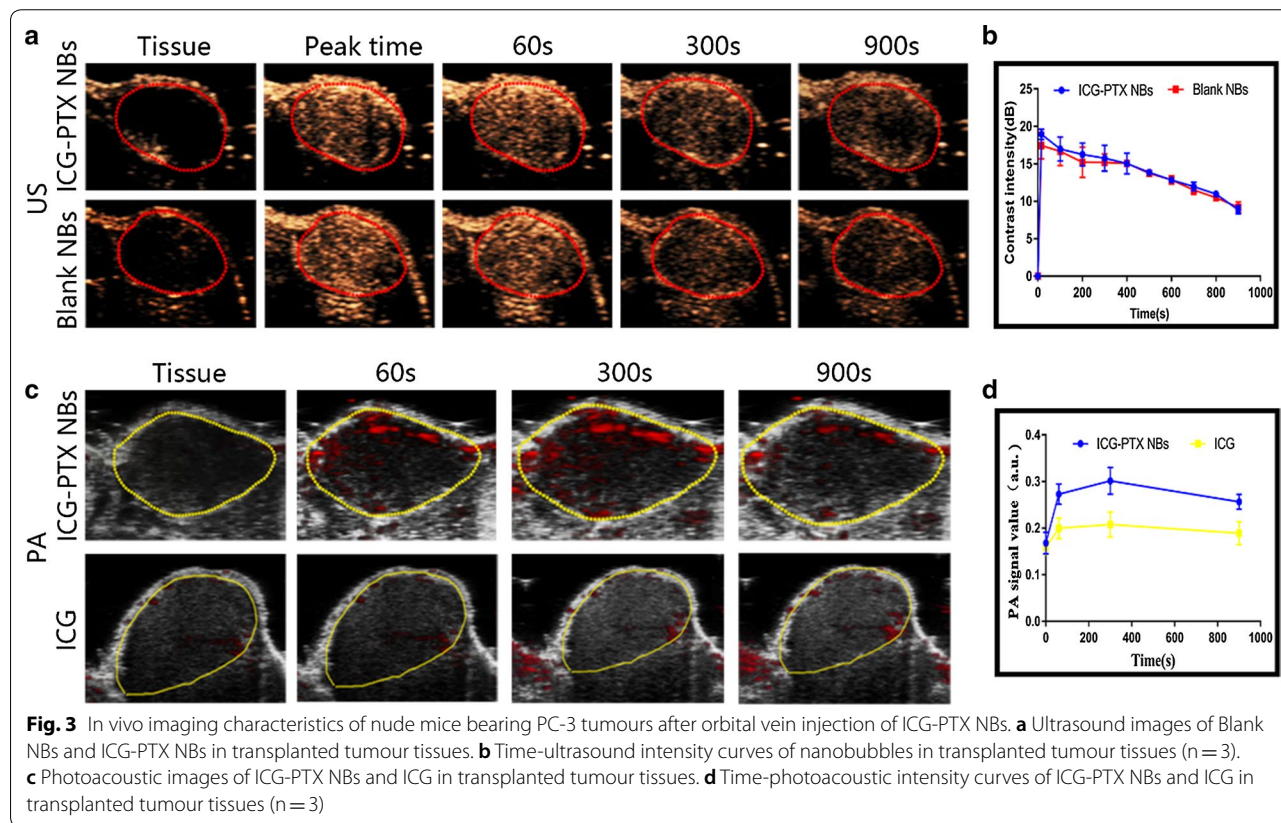 a
Tissue Peak time 60s 300s 900s
US
ICG-PTX NBs
Blank NBs
b
ICG-PTX NBs Blank NBs
Contrast intensity(dB)
25
20
15
10
5
0
0 200 400 600 800 1000
Time(s)
c
Tissue 60s 300s 900s
PA
ICG-PTX NBs
ICG
d
ICG-PTX NBs ICG
PA signal value (a.u.)
0.4
0.3
0.2
0.1
0.0
0 200 400 600 800 1000
Time(s)
Fig. 3 In vivo imaging characteristics of nude mice bearing PC-3 tumours after orbital vein injection of ICG-PTX NBs. a Ultrasound images of Blank
NBs and ICG-PTX NBs in transplanted tumour tissues. b Time-ultrasound intensity curves of nanobubbles in transplanted tumour tissues (n = 3).
c Photoacoustic images of ICG-PTX NBs and ICG in transplanted tumour tissues. d Time-photoacoustic intensity curves of ICG-PTX NBs and ICG in
transplanted tumour tissues (n = 3)